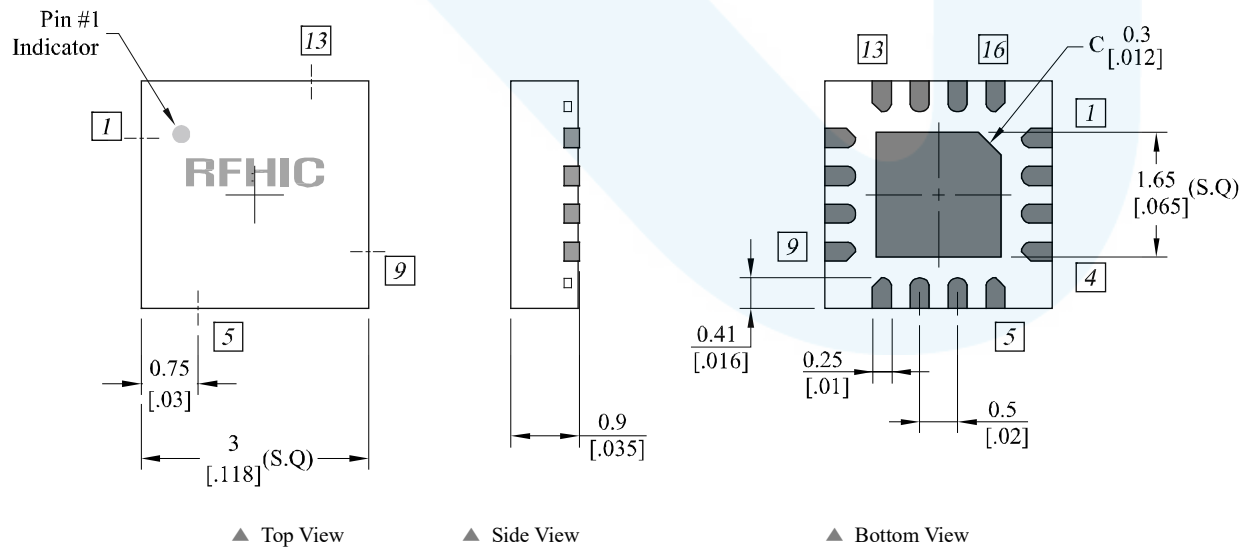 Pin #1
Indicator
13
1
RFHIC
9
5
0.75
[.03]
3
[.118]
(S.Q)
0.9
[.035]
13
16
C
0.3
[.012]
1
1.65
[.065]
(S.Q)
9
4
5
0.41
[.016]
0.25
[.01]
0.5
[.02]
▲ Top View
▲ Side View
▲ Bottom View